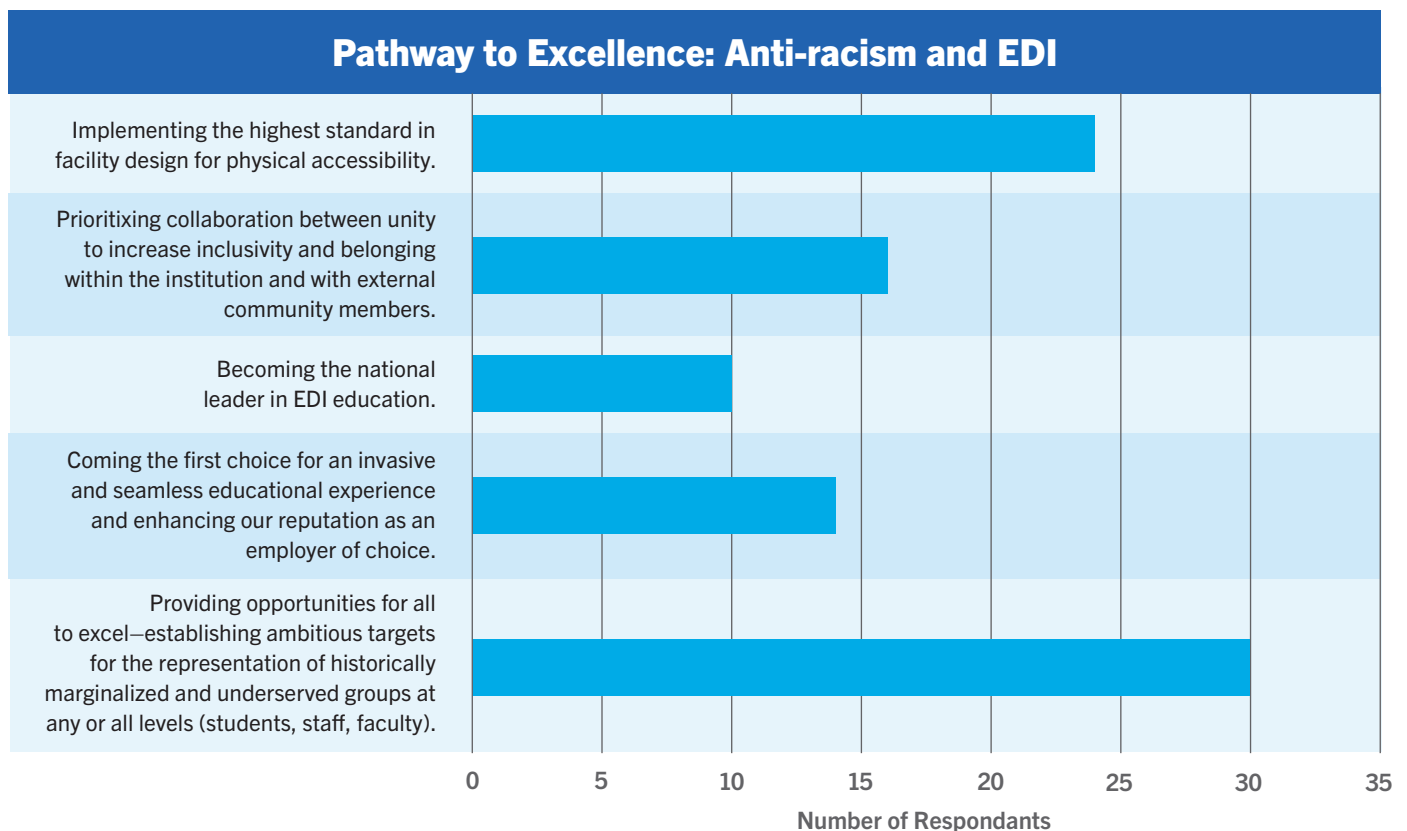 Pathway to Excellence: Anti-racism and EDI
Implementing the highest standard in
facility design for physical accessibility.
Prioritixing collaboration between unity
to increase inclusivity and belonging
within the institution and with external
community members.
Becoming the national
leader in EDI education.
Coming the first choice for an invasive
and seamless educational experience
and enhancing our reputation as an
employer of choice.
Providing opportunities for all
to excel–establishing ambitious targets
for the representation of historically
marginalized and underserved groups at
any or all levels (students, staff, faculty).
0 5 10 15 20 25 30 35
Number of Respondants